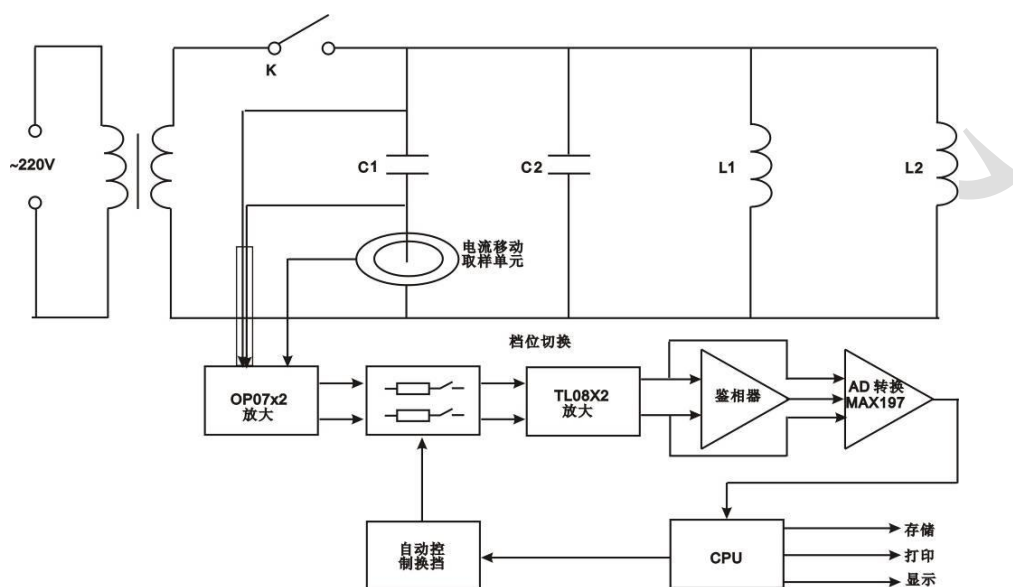 K
~220V
C1
C2
L1
L2
电流移动
取样单元
档位切换
OP07x2
放大
TL08X2
放大
鉴相器
AD 转换
MAX197
自动控
制换挡
CPU
存储
打印
显示